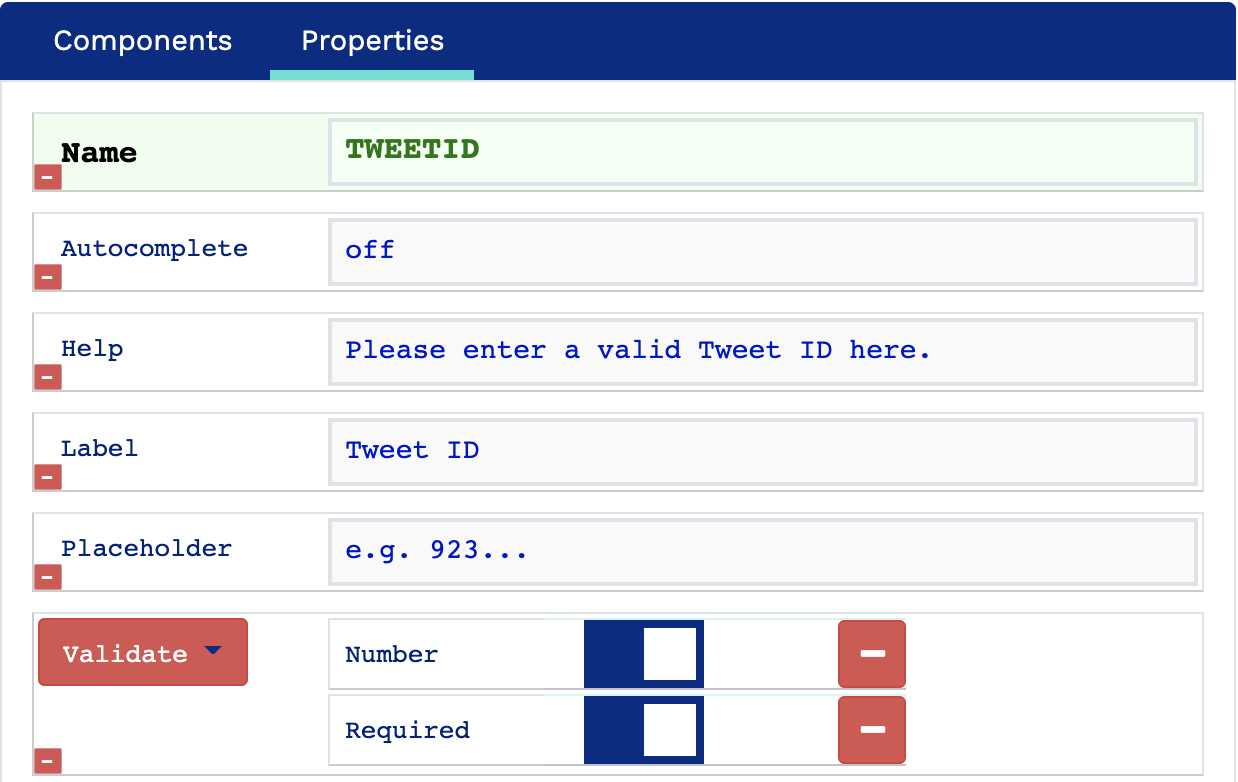 Components Properties
Name TWEETID
Autocomplete off
Help Please enter a valid Tweet ID here.
Label Tweet ID
Placeholder e.g. 923...
Validate Number
Required